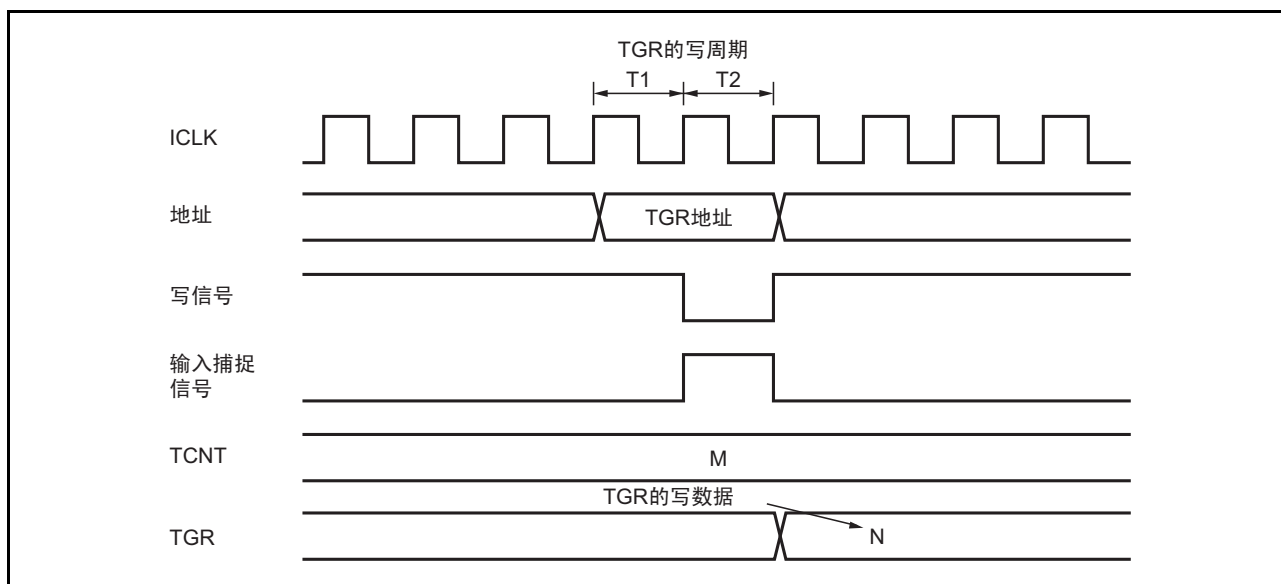 TGR的写周期
T1 T2
ICLK
地址 TGR地址
写信号
输入捕捉
信号
TCNT M
TGR的写数据
TGR N